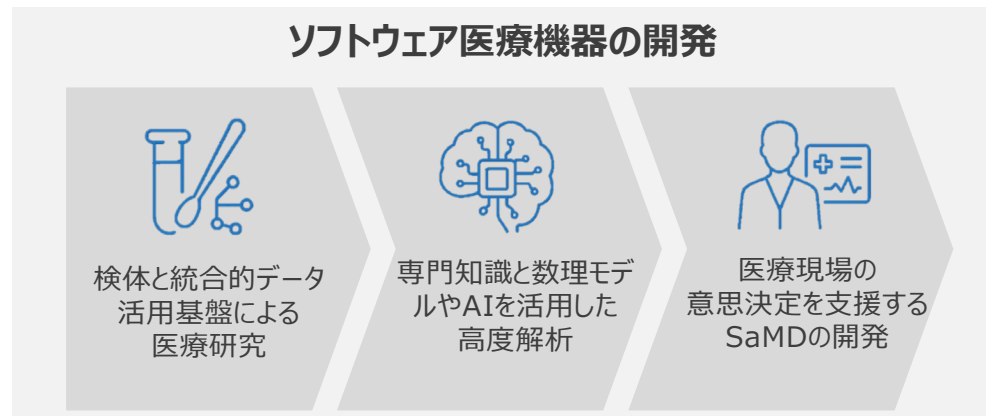 ソフトウェア医療機器の開発
検体と統合的データ
活用基盤による
医療研究
専門知識と数理モデ
ルやAIを活用した
高度解析
医療現場の
意思決定を支援する
SaMDの開発